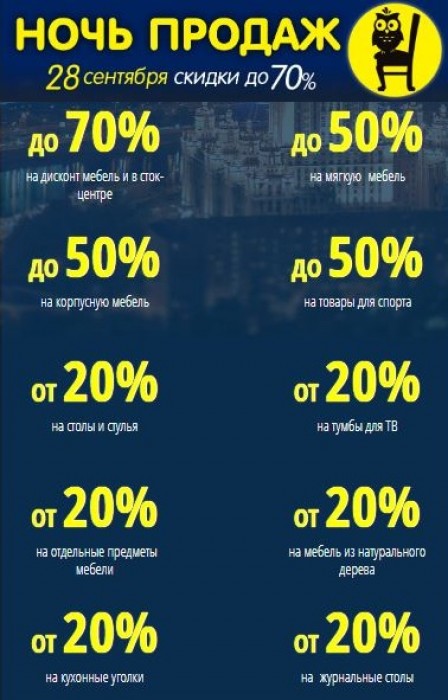 НОЧЬ ПРОДАЖ
28 сентября скидки до 70%
до 70%
на дисконт мебель и в сток-
центре
до 50%
на мягкую мебель
до 50%
на корпусную мебель
до 50%
на товары для спорта
от 20%
на столы и стулья
от 20%
на тумбы для ТВ
от 20%
на отдельные предметы
мебели
от 20%
на мебель из натурального
дерева
от 20%
на кухонные уголки
от 20%
на журнальные столы